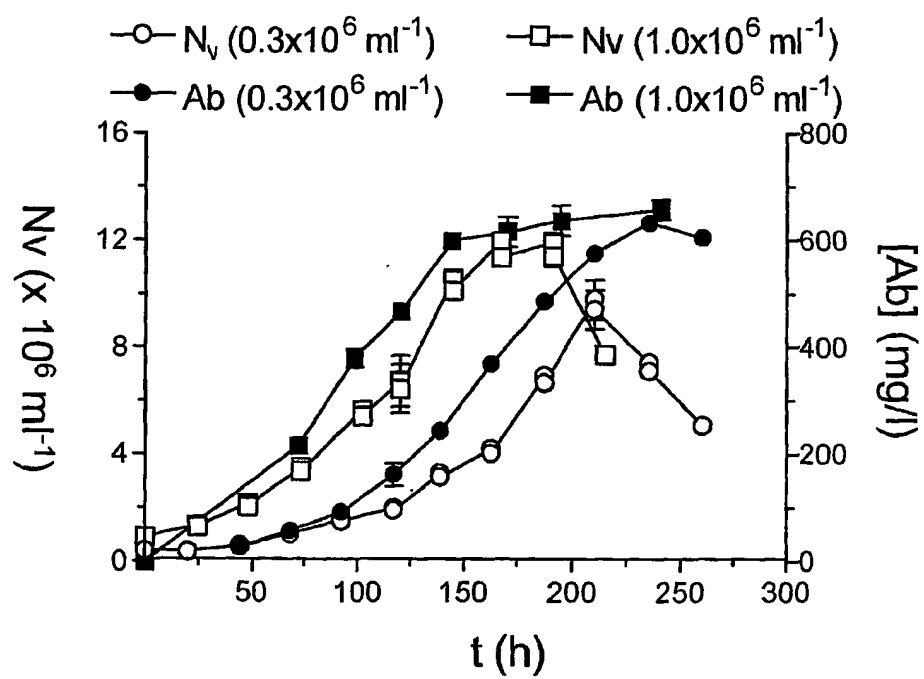 N_v (0.3x10^6 ml^-1) Nv (1.0x10^6 ml^-1)
Ab (0.3x10^6 ml^-1) Ab (1.0x10^6 ml^-1)
Nv (x 10^6 ml^-1)
16
12
8
4
0
800
600
400
200
0
[Ab] (mg/l)
50 100 150 200 250 300
t (h)